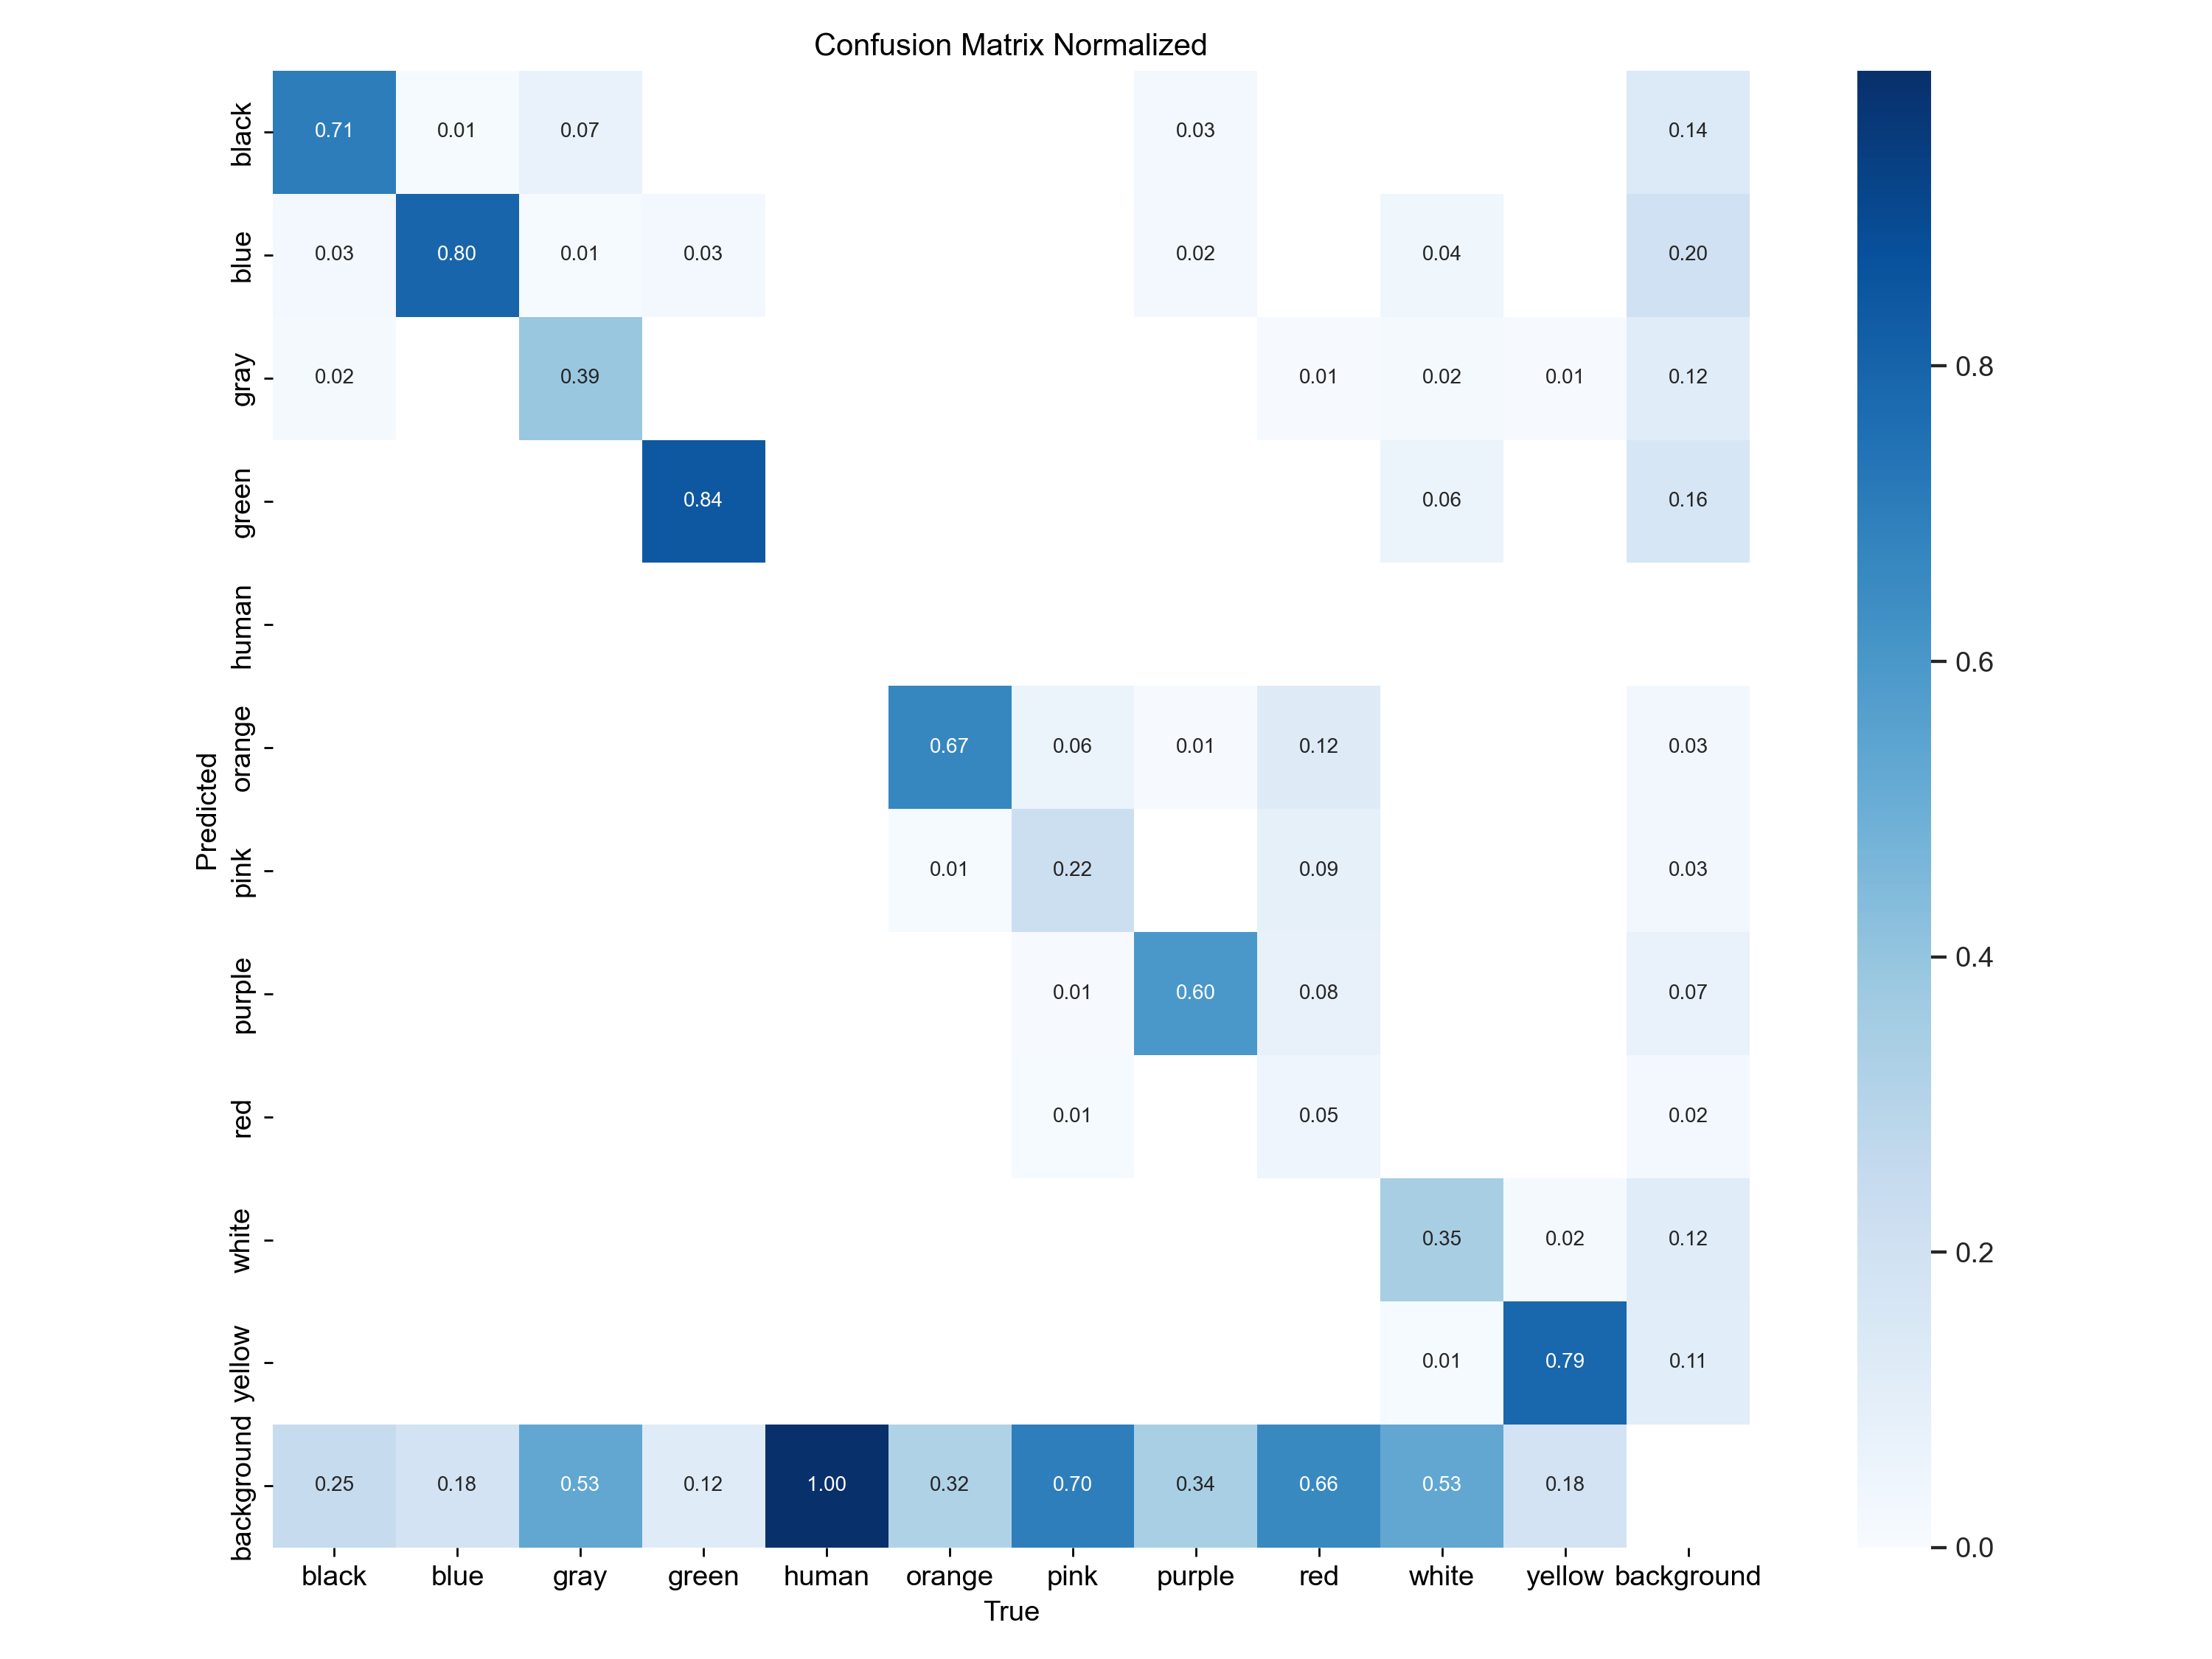 Confusion Matrix Normalized
black 0.71 0.01 0.07 0.03 0.14
blue 0.03 0.80 0.01 0.03 0.02 0.04 0.20
gray 0.02 0.39 0.01 0.02 0.01 0.12
green 0.84 0.06 0.16
human
orange 0.67 0.06 0.01 0.12 0.03
pink 0.01 0.22 0.09 0.03
purple 0.01 0.60 0.08 0.07
red 0.01 0.05 0.02
white 0.35 0.02 0.12
yellow 0.01 0.79 0.11
background 0.25 0.18 0.53 0.12 1.00 0.32 0.70 0.34 0.66 0.53 0.18
Predicted
black blue gray green human orange pink purple red white yellow background
True
0.8
0.6
0.4
0.2
0.0